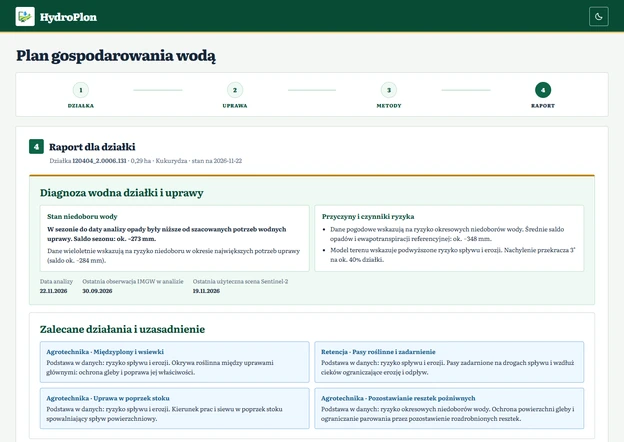 HydroPlon
Plan gospodarowania wodą
1
2
3
4
DZIAŁKA
UPRAWA
METODY
RAPORT
4 Raport dla działki
Działka 120404_2.0006.131 · 0,29 ha · Kukurydza · stan na 2026-11-22
Diagnoza wodna działki i uprawy
Stan niedoboru wody
W sezonie do daty analizy opady były niższe od szacowanych potrzeb wodnych
uprawy. Saldo sezonu: ok. −273 mm.
Dane wieloletnie wskazują na ryzyko niedoboru w okresie największych potrzeb uprawy
(saldo ok. −284 mm).
Przyczyny i czynniki ryzyka
• Dane pogodowe wskazują na ryzyko okresowych niedoborów wody. Średnie saldo
opadów i ewapotranspiracji referencyjnej: ok. −348 mm.
• Model terenu wskazuje podwyższone ryzyko spływu i erozji. Nachylenie przekracza 3°
na ok. 40% działki.
Data analizy
22.11.2026
Ostatnia obserwacja IMGW w analizie
30.09.2026
Ostatnia użyteczna scena Sentinel-2
19.11.2026
Zalecane działania i uzasadnienie
Agrotechnika · Międzyplony i wsiewki
Podstawa w danych: ryzyko spływu i erozji. Okrywa roślinna między uprawami
głównymi: ochrona gleby i poprawa jej właściwości.
Retencja · Pasy roślinne i zadarnienie
Podstawa w danych: ryzyko spływu i erozji. Pasy zadarnione na drogach spływu i wzdłuż
cieków ograniczające erozję i odpływ.
Agrotechnika · Uprawa w poprzek stoku
Podstawa w danych: ryzyko spływu i erozji. Kierunek prac i siewu w poprzek stoku
spowalniający spływ powierzchniowy.
Agrotechnika · Pozostawianie resztek pożniwnych
Podstawa w danych: ryzyko okresowych niedoborów wody. Ochrona powierzchni gleby i
ograniczanie parowania przez pozostawienie rozdrobnionych resztek.